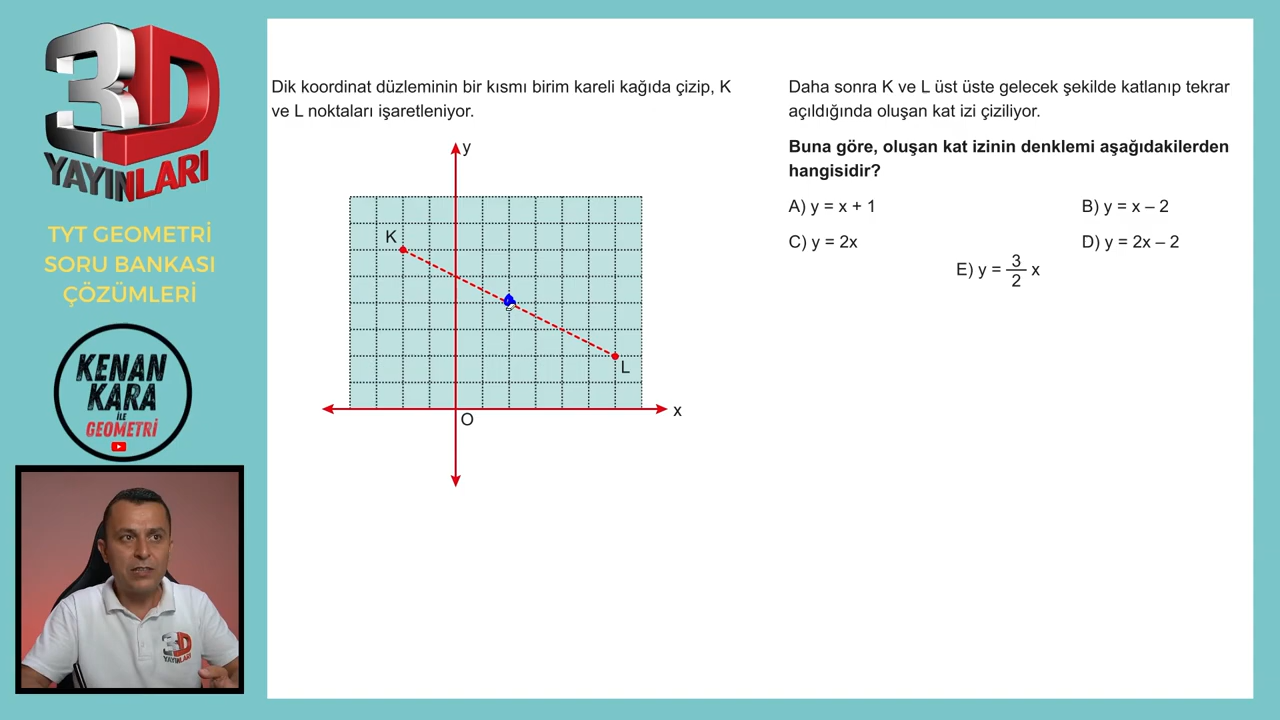 3D
YAYINLARI
TYT GEOMETRİ
SORU BANKASI
ÇÖZÜMLERİ
KENAN
KARA
İLE
GEOMETRİ
3D
YAYINLARI
Dik koordinat düzleminin bir kısmı birim kareli kağıda çizip, K
ve L noktaları işaretleniyor.
y
K
L
O
x
Daha sonra K ve L üst üste gelecek şekilde katlanıp tekrar
açıldığında oluşan kat izi çiziliyor.
Buna göre, oluşan kat izinin denklemi aşağıdakilerden
hangisidir?
A) y = x + 1 B) y = x – 2
C) y = 2x D) y = 2x – 2
E) y = 3/2 x